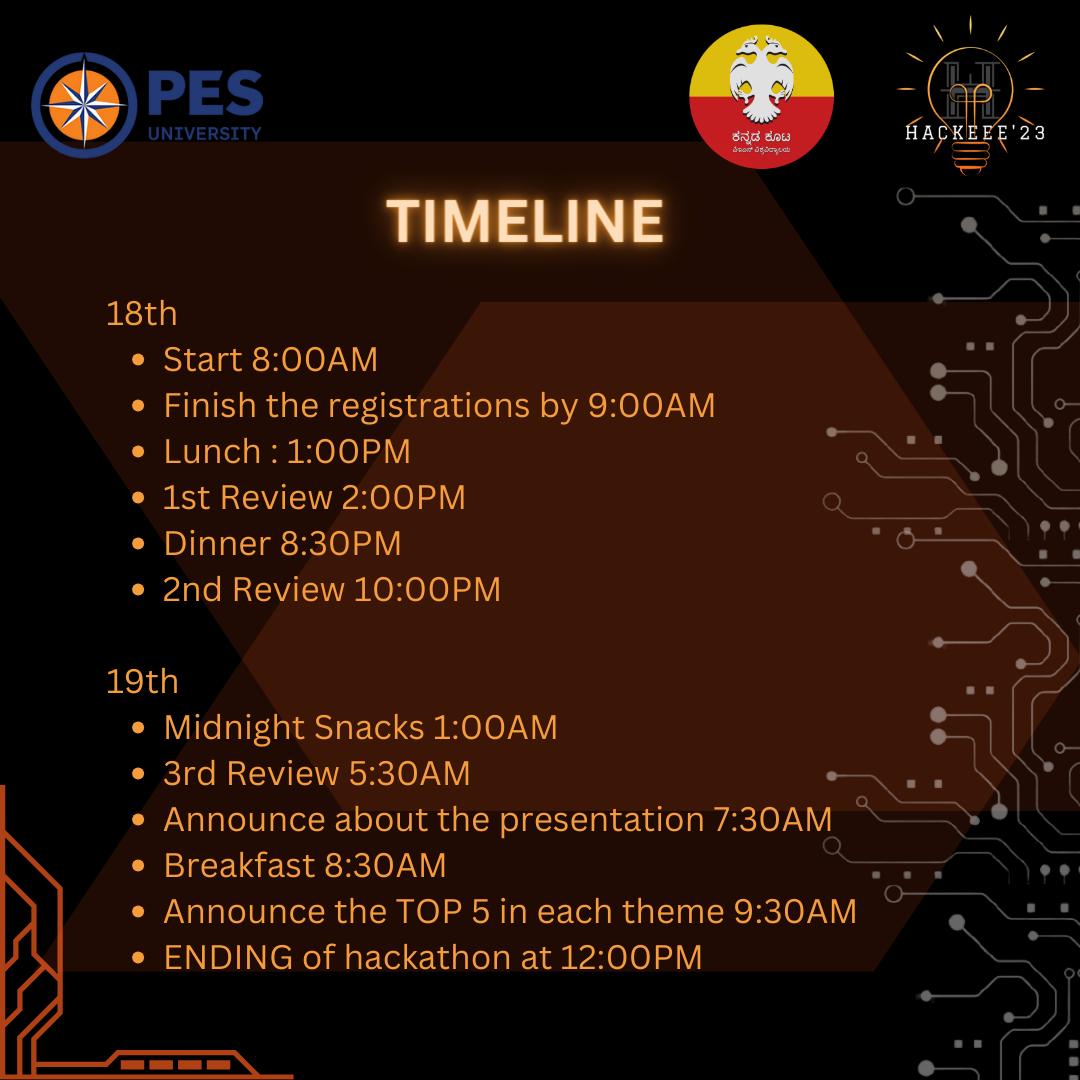 PES
UNIVERSITY
ಕನ್ನಡ ಕೂಟ
ಪಿಇಎಸ್ ವಿಶ್ವವಿದ್ಯಾಲಯ
H
HACKEEE'23
TIMELINE
18th
• Start 8:00AM
• Finish the registrations by 9:00AM
• Lunch : 1:00PM
• 1st Review 2:00PM
• Dinner 8:30PM
• 2nd Review 10:00PM
19th
• Midnight Snacks 1:00AM
• 3rd Review 5:30AM
• Announce about the presentation 7:30AM
• Breakfast 8:30AM
• Announce the TOP 5 in each theme 9:30AM
• ENDING of hackathon at 12:00PM